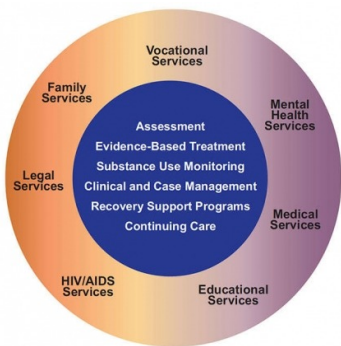 Vocational
Services
Family
Services
Mental
Health
Services
Assessment
Evidence-Based Treatment
Substance Use Monitoring
Clinical and Case Management
Recovery Support Programs
Continuing Care
Legal
Services
Medical
Services
HIV/AIDS
Services
Educational
Services